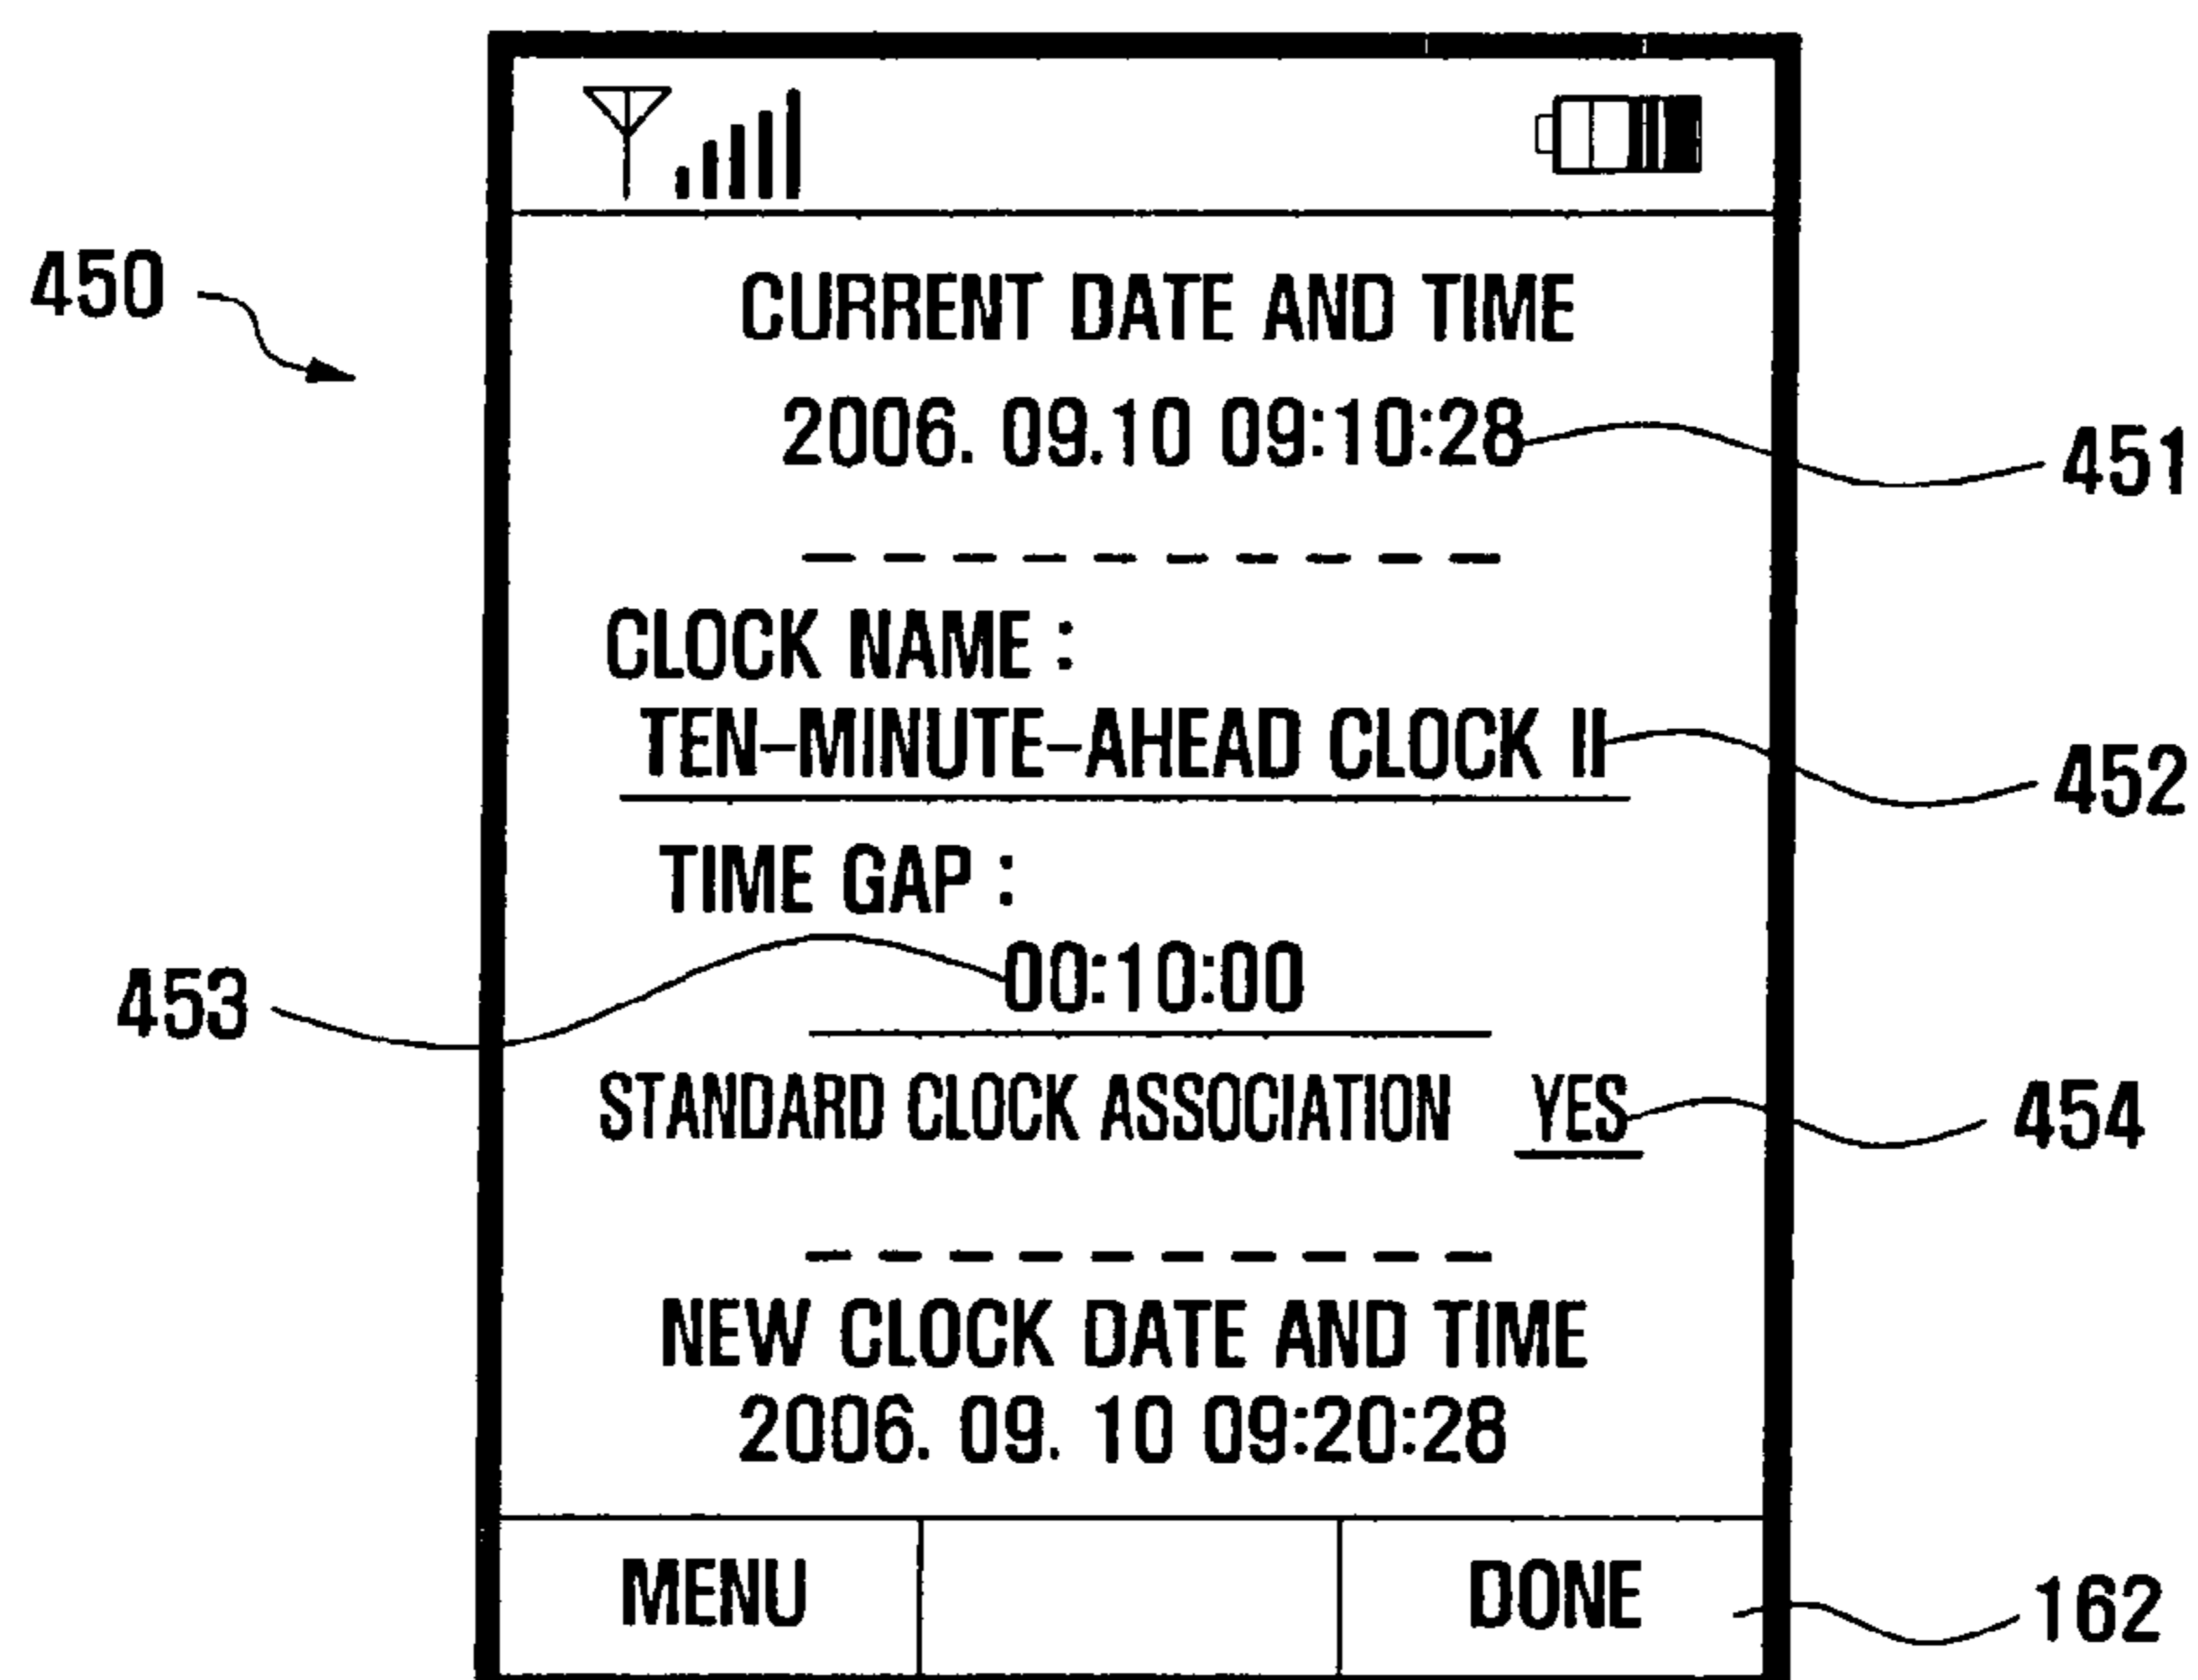 450
CURRENT DATE AND TIME
2006. 09.10 09:10:28
451
CLOCK NAME :
TEN-MINUTE-AHEAD CLOCK II
452
TIME GAP :
00:10:00
453
STANDARD CLOCK ASSOCIATION YES
454
NEW CLOCK DATE AND TIME
2006. 09. 10 09:20:28
MENU DONE
162